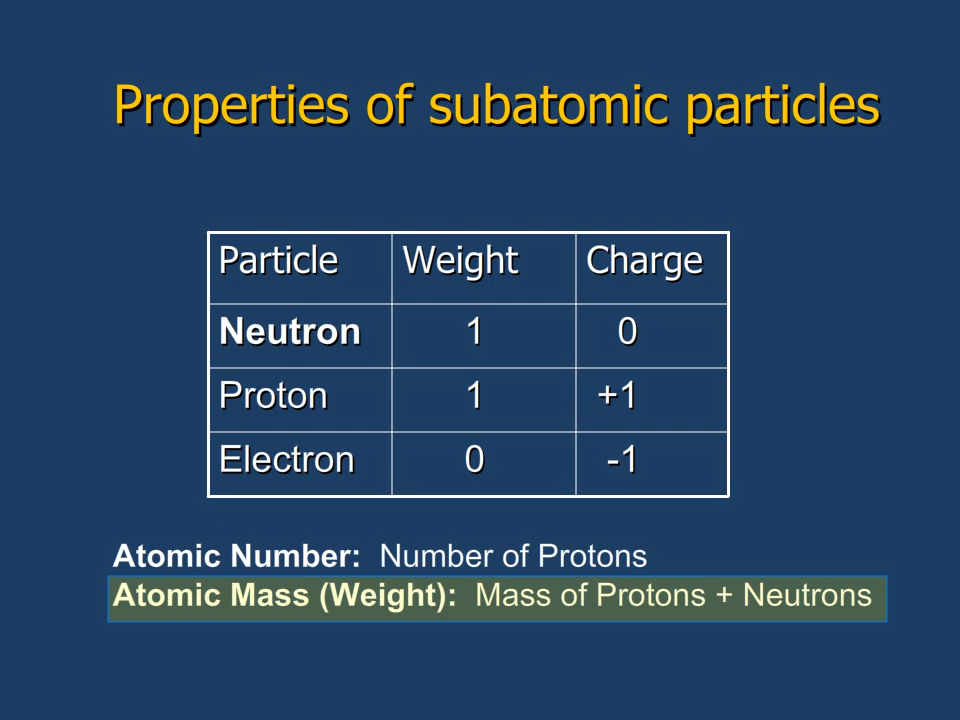 Properties of subatomic particles
Particle Weight Charge
Neutron 1 0
Proton 1 +1
Electron 0 -1
Atomic Number: Number of Protons
Atomic Mass (Weight): Mass of Protons + Neutrons